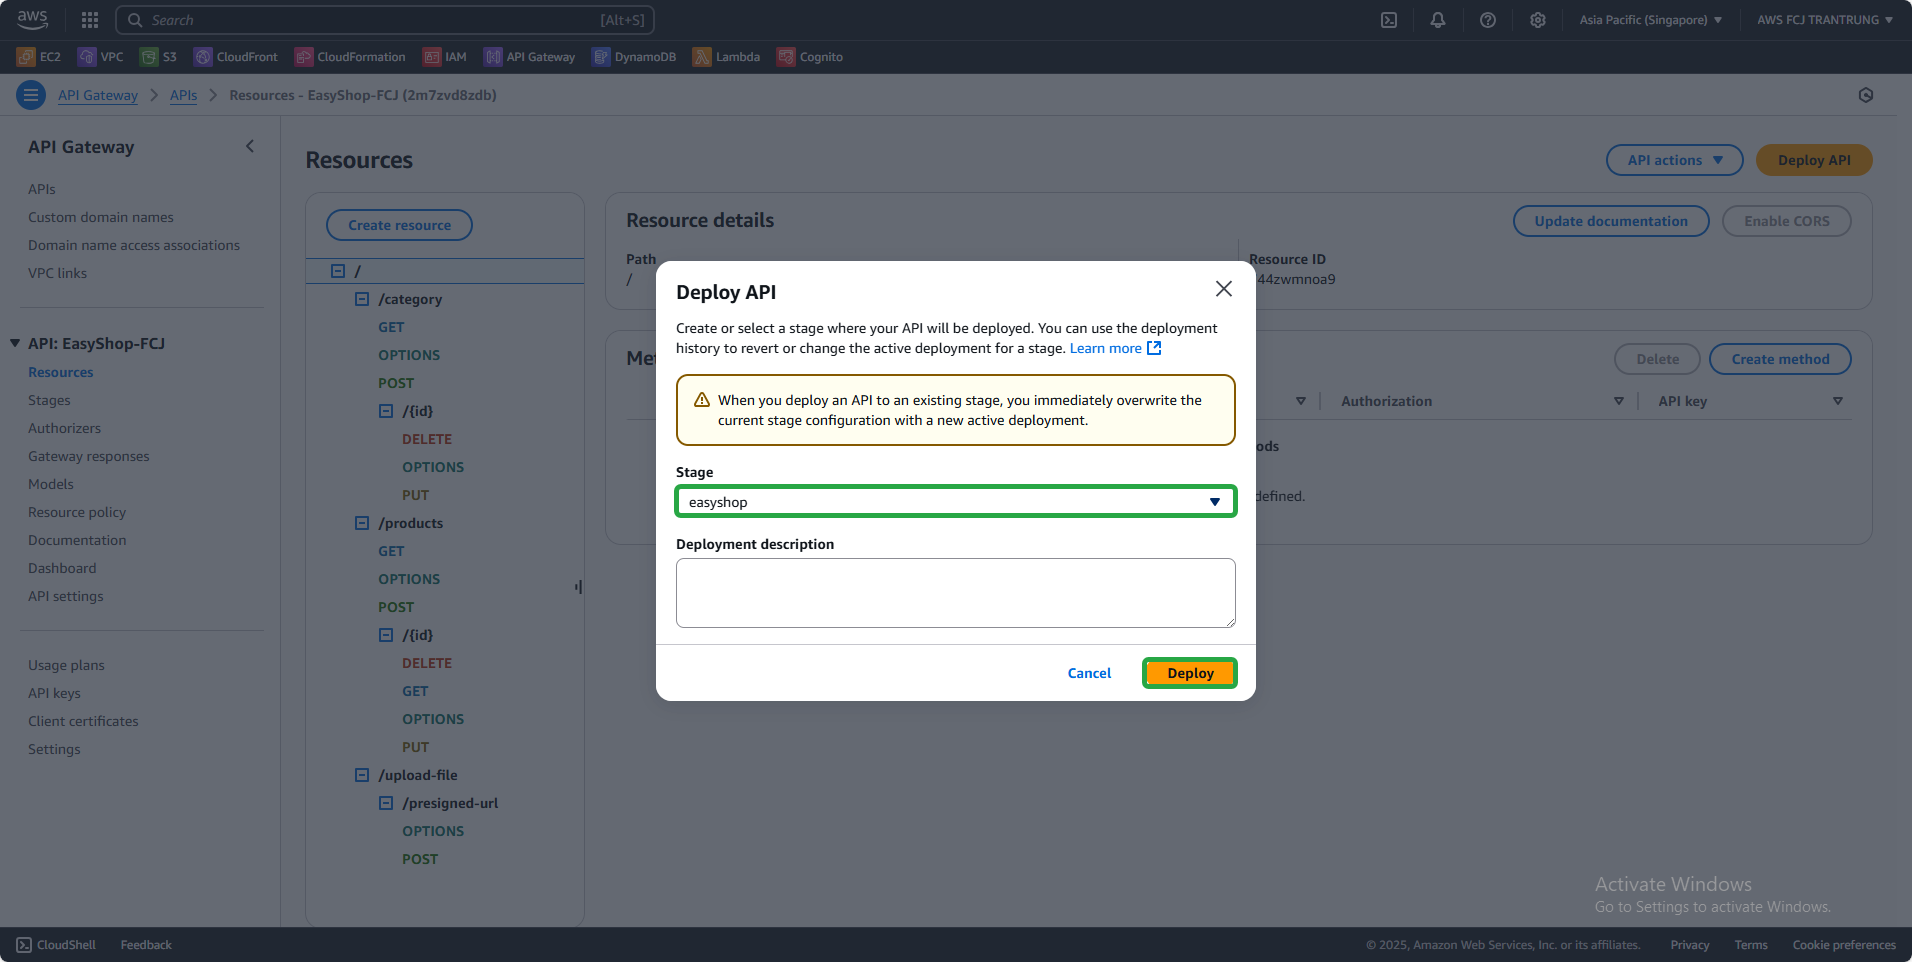 aws
Search [Alt+S]
Asia Pacific (Singapore)
AWS FCJ TRANTRUNG
EC2 VPC S3 CloudFront CloudFormation IAM API Gateway DynamoDB Lambda Cognito
API Gateway APIs Resources - EasyShop-FCJ (2m7zvd8zdb)
API Gateway
APIs
Custom domain names
Domain name access associations
VPC links
API: EasyShop-FCJ
Resources
Stages
Authorizers
Gateway responses
Models
Resource policy
Documentation
Dashboard
API settings
Usage plans
API keys
Client certificates
Settings
Resources
API actions
Deploy API
Create resource
/
/category
GET
OPTIONS
POST
/{id}
DELETE
OPTIONS
PUT
/products
GET
OPTIONS
POST
/{id}
DELETE
GET
OPTIONS
PUT
/upload-file
/presigned-url
OPTIONS
POST
Resource details
Update documentation
Enable CORS
Path
/
Resource ID
44zwmnoa9
Me
Delete
Create method
Authorization
API key
ods
defined.
Deploy API
Create or select a stage where your API will be deployed. You can use the deployment
history to revert or change the active deployment for a stage. Learn more
When you deploy an API to an existing stage, you immediately overwrite the
current stage configuration with a new active deployment.
Stage
easyshop
Deployment description
Cancel
Deploy
Activate Windows
Go to Settings to activate Windows.
CloudShell Feedback
© 2025, Amazon Web Services, Inc. or its affiliates. Privacy Terms Cookie preferences